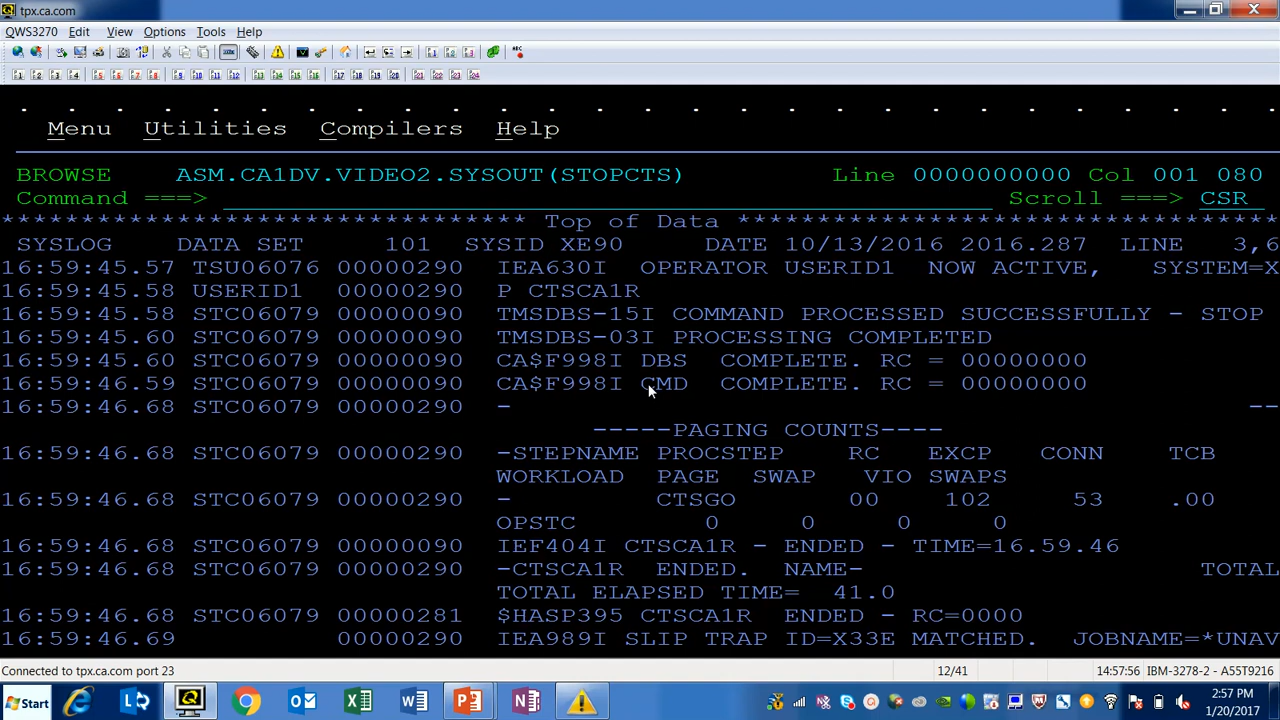 tpx.ca.com
QWS3270 Edit View Options Tools Help
Menu Utilities Compilers Help
BROWSE ASM.CA1DV.VIDEO2.SYSOUT(STOPCTS) Line 0000000000 Col 001 080
Command ===> Scroll ===> CSR
********************************* Top of Data **********************************
SYSLOG DATA SET 101 SYSID XE90 DATE 10/13/2016 2016.287 LINE 3,6
16:59:45.57 TSU06076 00000290 IEA630I OPERATOR USERID1 NOW ACTIVE, SYSTEM=X
16:59:45.58 USERID1 00000290 P CTSCA1R
16:59:45.58 STC06079 00000290 TMSDBS-15I COMMAND PROCESSED SUCCESSFULLY - STOP
16:59:45.60 STC06079 00000290 TMSDBS-03I PROCESSING COMPLETED
16:59:45.60 STC06079 00000290 CA$F998I DBS COMPLETE. RC = 00000000
16:59:46.59 STC06079 00000290 CA$F998I CMD COMPLETE. RC = 00000000
16:59:46.68 STC06079 00000290 - --
-----PAGING COUNTS----
16:59:46.68 STC06079 00000290 -STEPNAME PROCSTEP RC EXCP CONN TCB
WORKLOAD PAGE SWAP VIO SWAPS
16:59:46.68 STC06079 00000290 - CTSGO 00 102 53 .00
OPSTC 0 0 0 0
16:59:46.68 STC06079 00000090 IEF404I CTSCA1R - ENDED - TIME=16.59.46
16:59:46.68 STC06079 00000290 -CTSCA1R ENDED. NAME- TOTAL
TOTAL ELAPSED TIME= 41.0
16:59:46.68 STC06079 00000281 $HASP395 CTSCA1R ENDED - RC=0000
16:59:46.69 00000290 IEA989I SLIP TRAP ID=X33E MATCHED. JOBNAME=*UNAV
Connected to tpx.ca.com port 23 12/41 14:57:56 IBM-3278-2 - A55T9216
Start
2:57 PM
1/20/2017